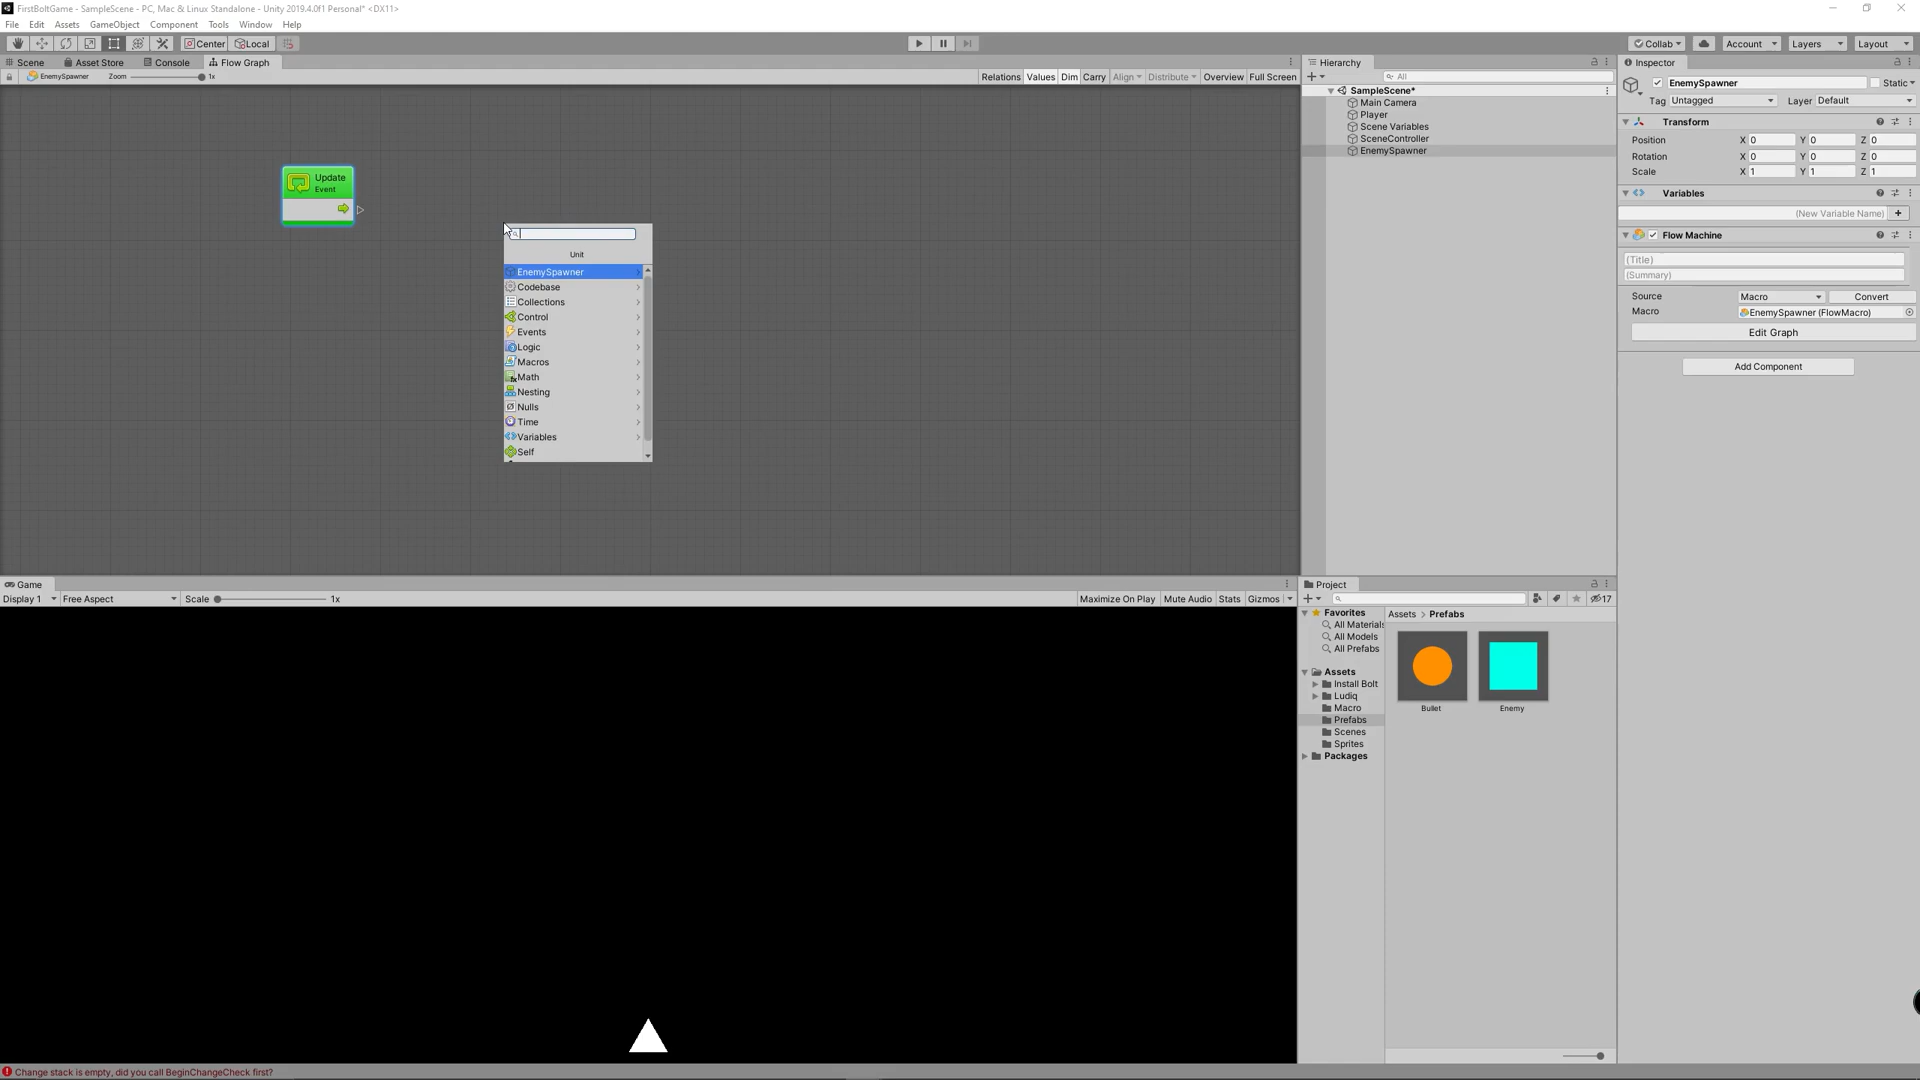 FirstBoltGame - SampleScene - PC, Mac & Linux Standalone - Unity 2019.4.0f1 Personal* <DX11>
File Edit Assets GameObject Component Tools Window Help
Center Local Collab Account Layers Layout
Scene Asset Store Console Flow Graph
EnemySpawner Zoom 1x Relations Values Dim Carry Align Distribute Overview Full Screen
Update
Event
Unit
EnemySpawner
Codebase
Collections
Control
Events
Logic
Macros
Math
Nesting
Nulls
Time
Variables
Self
Hierarchy
All
SampleScene*
Main Camera
Player
Scene Variables
SceneController
EnemySpawner
Inspector
EnemySpawner Static
Tag Untagged Layer Default
Transform
Position X 0 Y 0 Z 0
Rotation X 0 Y 0 Z 0
Scale X 1 Y 1 Z 1
Variables
(New Variable Name)
Flow Machine
(Title)
(Summary)
Source Macro Convert
Macro EnemySpawner (FlowMacro)
Edit Graph
Add Component
Game
Display 1 Free Aspect Scale 1x Maximize On Play Mute Audio Stats Gizmos
Project
17
Favorites
All Materials
All Models
All Prefabs
Assets
Install Bolt
Ludiq
Macro
Prefabs
Scenes
Sprites
Packages
Assets > Prefabs
Bullet
Enemy
Change stack is empty, did you call BeginChangeCheck first?